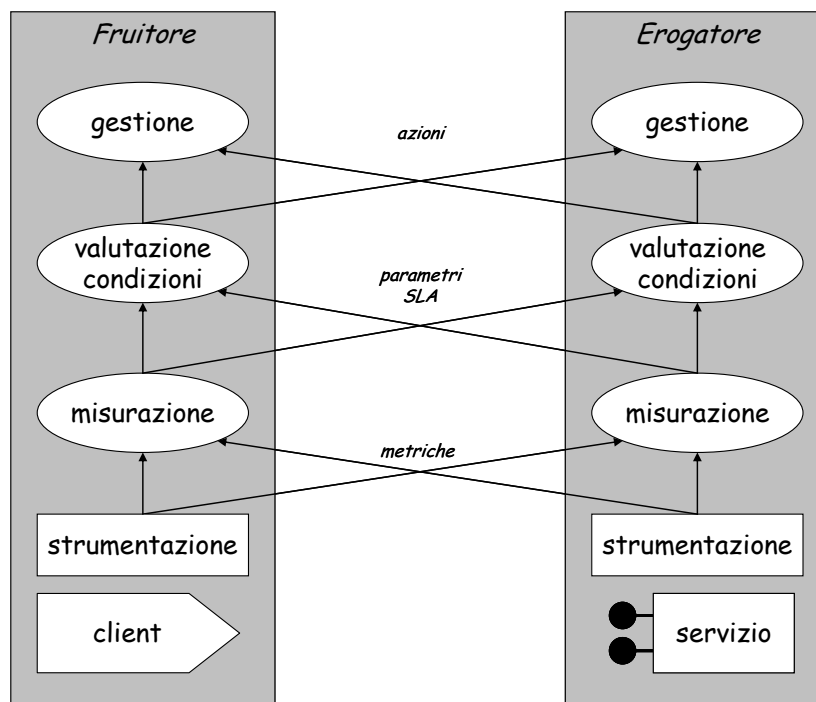 Fruitore
Erogatore
gestione
azioni
gestione
valutazione
condizioni
parametri
SLA
valutazione
condizioni
misurazione
metriche
misurazione
strumentazione
strumentazione
client
servizio